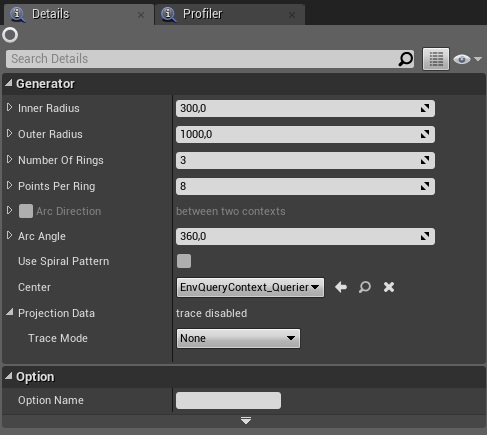 Details
Profiler
Search Details
Generator
Inner Radius 300,0
Outer Radius 1000,0
Number Of Rings 3
Points Per Ring 8
Arc Direction between two contexts
Arc Angle 360,0
Use Spiral Pattern
Center EnvQueryContext_Querier
Projection Data trace disabled
Trace Mode None
Option
Option Name